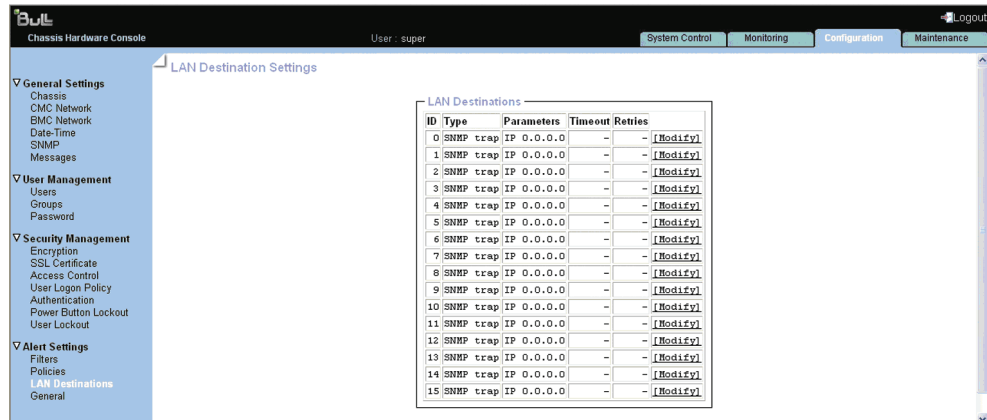 Bull
Logout
Chassis Hardware Console
User : super
System Control
Monitoring
Configuration
Maintenance
General Settings
Chassis
CMC Network
BMC Network
Date-Time
SNMP
Messages
User Management
Users
Groups
Password
Security Management
Encryption
SSL Certificate
Access Control
User Logon Policy
Authentication
Power Button Lockout
User Lockout
Alert Settings
Filters
Policies
LAN Destinations
General
LAN Destination Settings
LAN Destinations
ID Type Parameters Timeout Retries
0 SNMP trap IP 0.0.0.0 - - [Modify]
1 SNMP trap IP 0.0.0.0 - - [Modify]
2 SNMP trap IP 0.0.0.0 - - [Modify]
3 SNMP trap IP 0.0.0.0 - - [Modify]
4 SNMP trap IP 0.0.0.0 - - [Modify]
5 SNMP trap IP 0.0.0.0 - - [Modify]
6 SNMP trap IP 0.0.0.0 - - [Modify]
7 SNMP trap IP 0.0.0.0 - - [Modify]
8 SNMP trap IP 0.0.0.0 - - [Modify]
9 SNMP trap IP 0.0.0.0 - - [Modify]
10 SNMP trap IP 0.0.0.0 - - [Modify]
11 SNMP trap IP 0.0.0.0 - - [Modify]
12 SNMP trap IP 0.0.0.0 - - [Modify]
13 SNMP trap IP 0.0.0.0 - - [Modify]
14 SNMP trap IP 0.0.0.0 - - [Modify]
15 SNMP trap IP 0.0.0.0 - - [Modify]